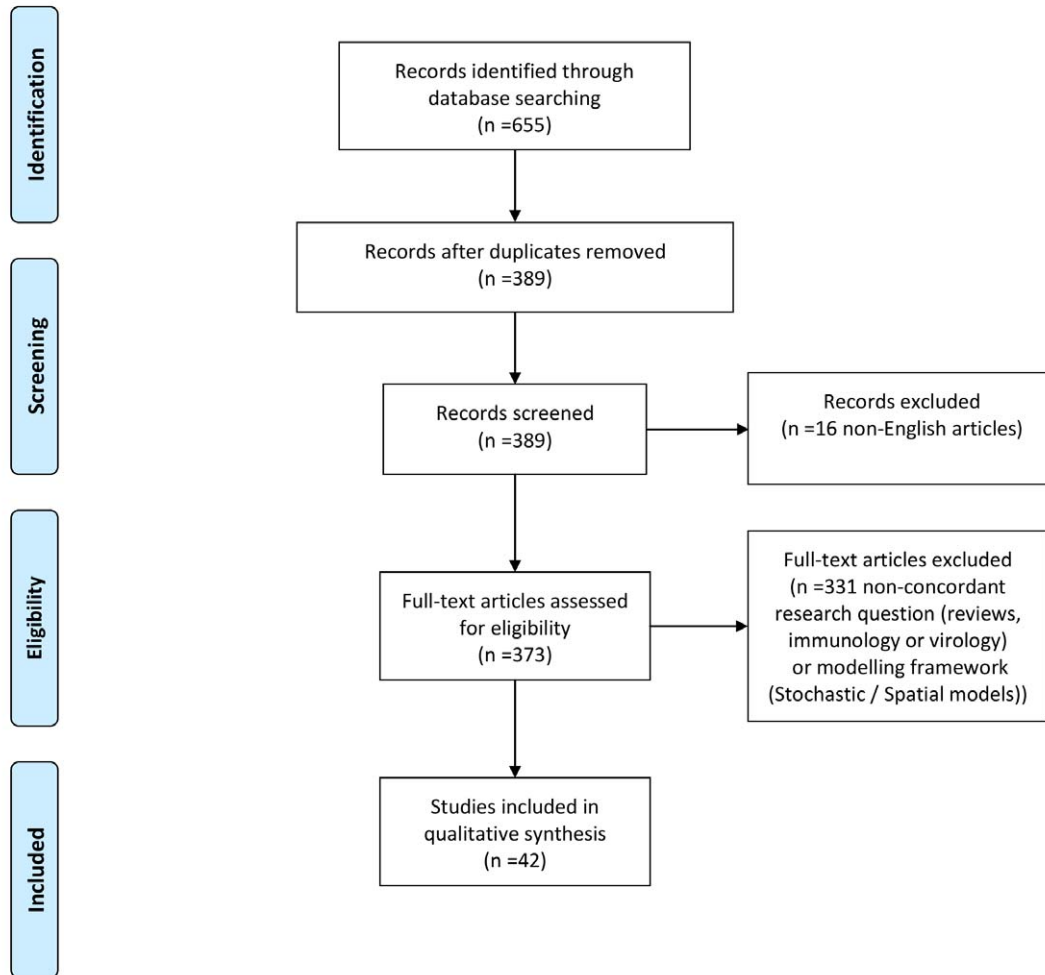 Identification
Records identified through
database searching
(n =655)
Records after duplicates removed
(n =389)
Screening
Records screened
(n =389)
Records excluded
(n =16 non-English articles)
Eligibility
Full-text articles assessed
for eligibility
(n =373)
Full-text articles excluded
(n =331 non-concordant
research question (reviews,
immunology or virology)
or modelling framework
(Stochastic / Spatial models))
Included
Studies included in
qualitative synthesis
(n =42)